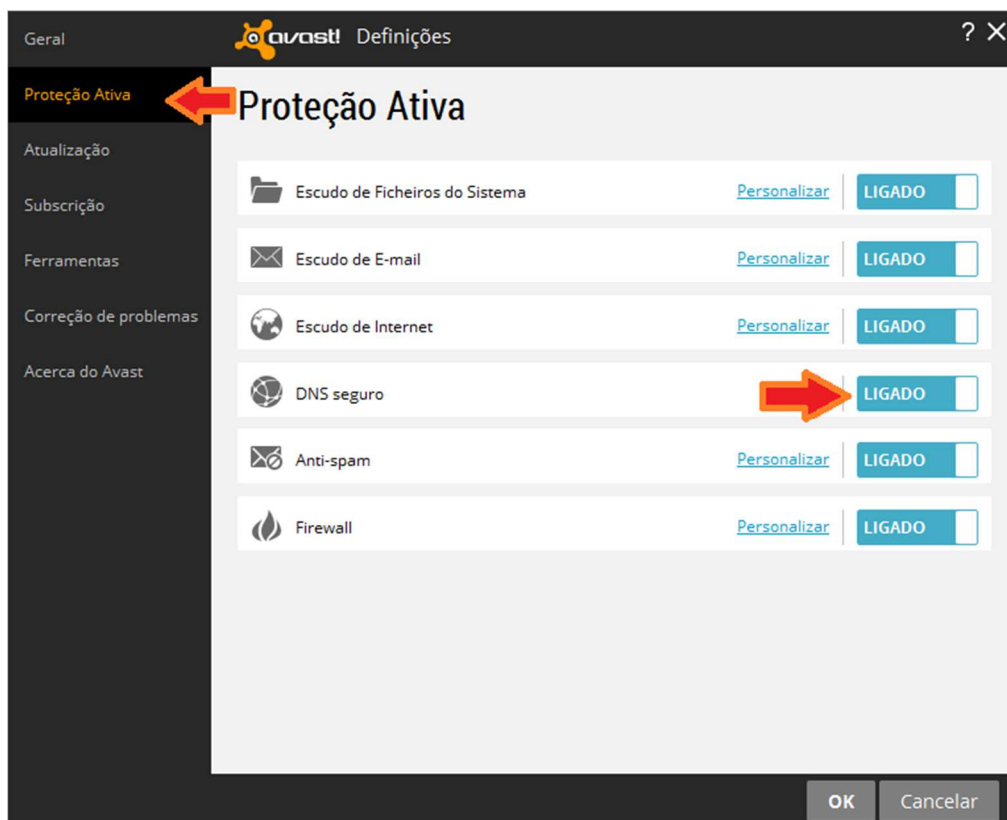 Geral
avast! Definições
? X
Proteção Ativa
Proteção Ativa
Atualização
Subscrição
Ferramentas
Correção de problemas
Acerca do Avast
Escudo de Ficheiros do Sistema Personalizar LIGADO
Escudo de E-mail Personalizar LIGADO
Escudo de Internet Personalizar LIGADO
DNS seguro LIGADO
Anti-spam Personalizar LIGADO
Firewall Personalizar LIGADO
OK Cancelar